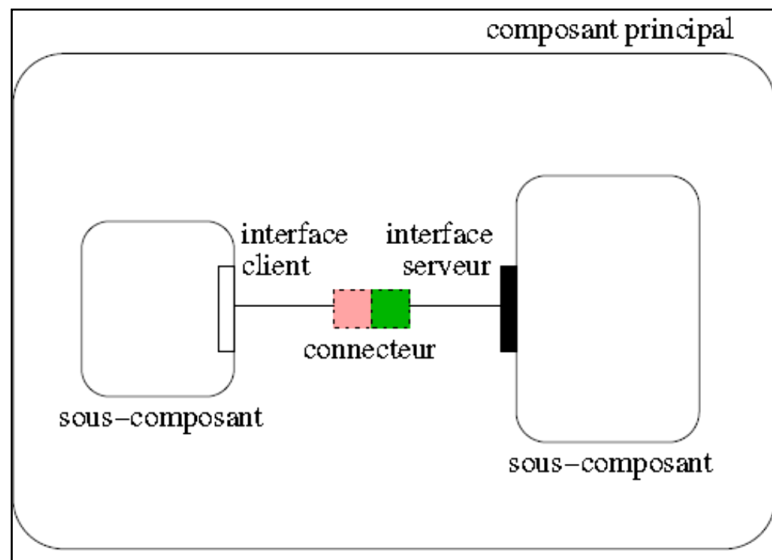 composant principal
interface
client
interface
serveur
connecteur
sous−composant
sous−composant